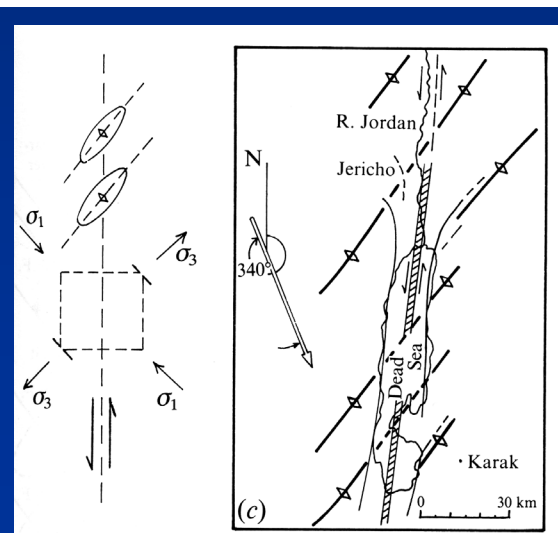 σ1
σ3
σ3
σ1
N
340°
R. Jordan
Jericho
Dead
Sea
Karak
(c)
0 30 km